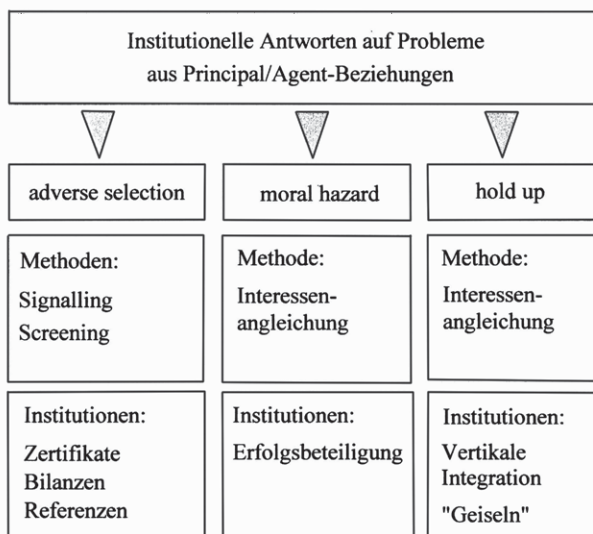 Institutionelle Antworten auf Probleme
aus Principal/Agent-Beziehungen
adverse selection
moral hazard
hold up
Methoden:
Signalling
Screening
Methode:
Interessen-
angleichung
Methode:
Interessen-
angleichung
Institutionen:
Zertifikate
Bilanzen
Referenzen
Institutionen:
Erfolgsbeteiligung
Institutionen:
Vertikale
Integration
"Geiseln"